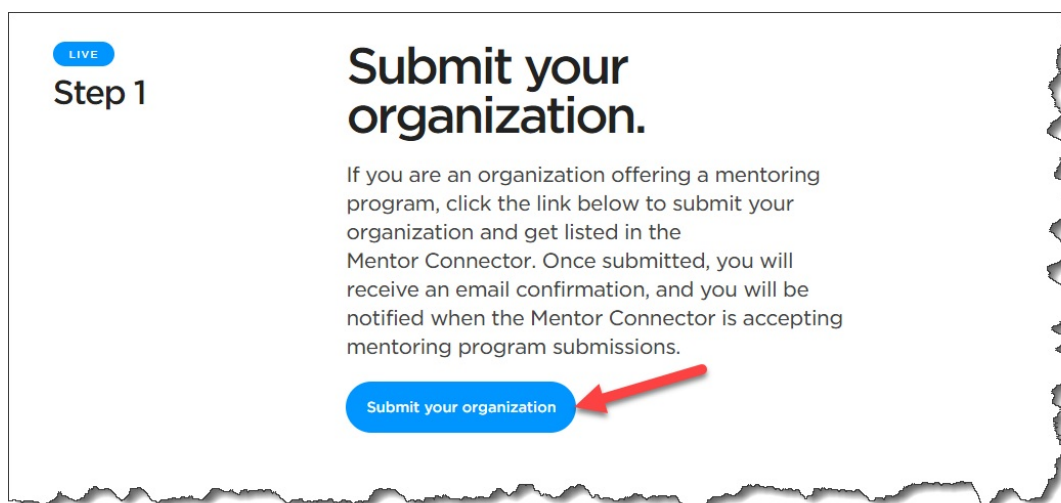 LIVE
Step 1
Submit your
organization.
If you are an organization offering a mentoring
program, click the link below to submit your
organization and get listed in the
Mentor Connector. Once submitted, you will
receive an email confirmation, and you will be
notified when the Mentor Connector is accepting
mentoring program submissions.
Submit your organization